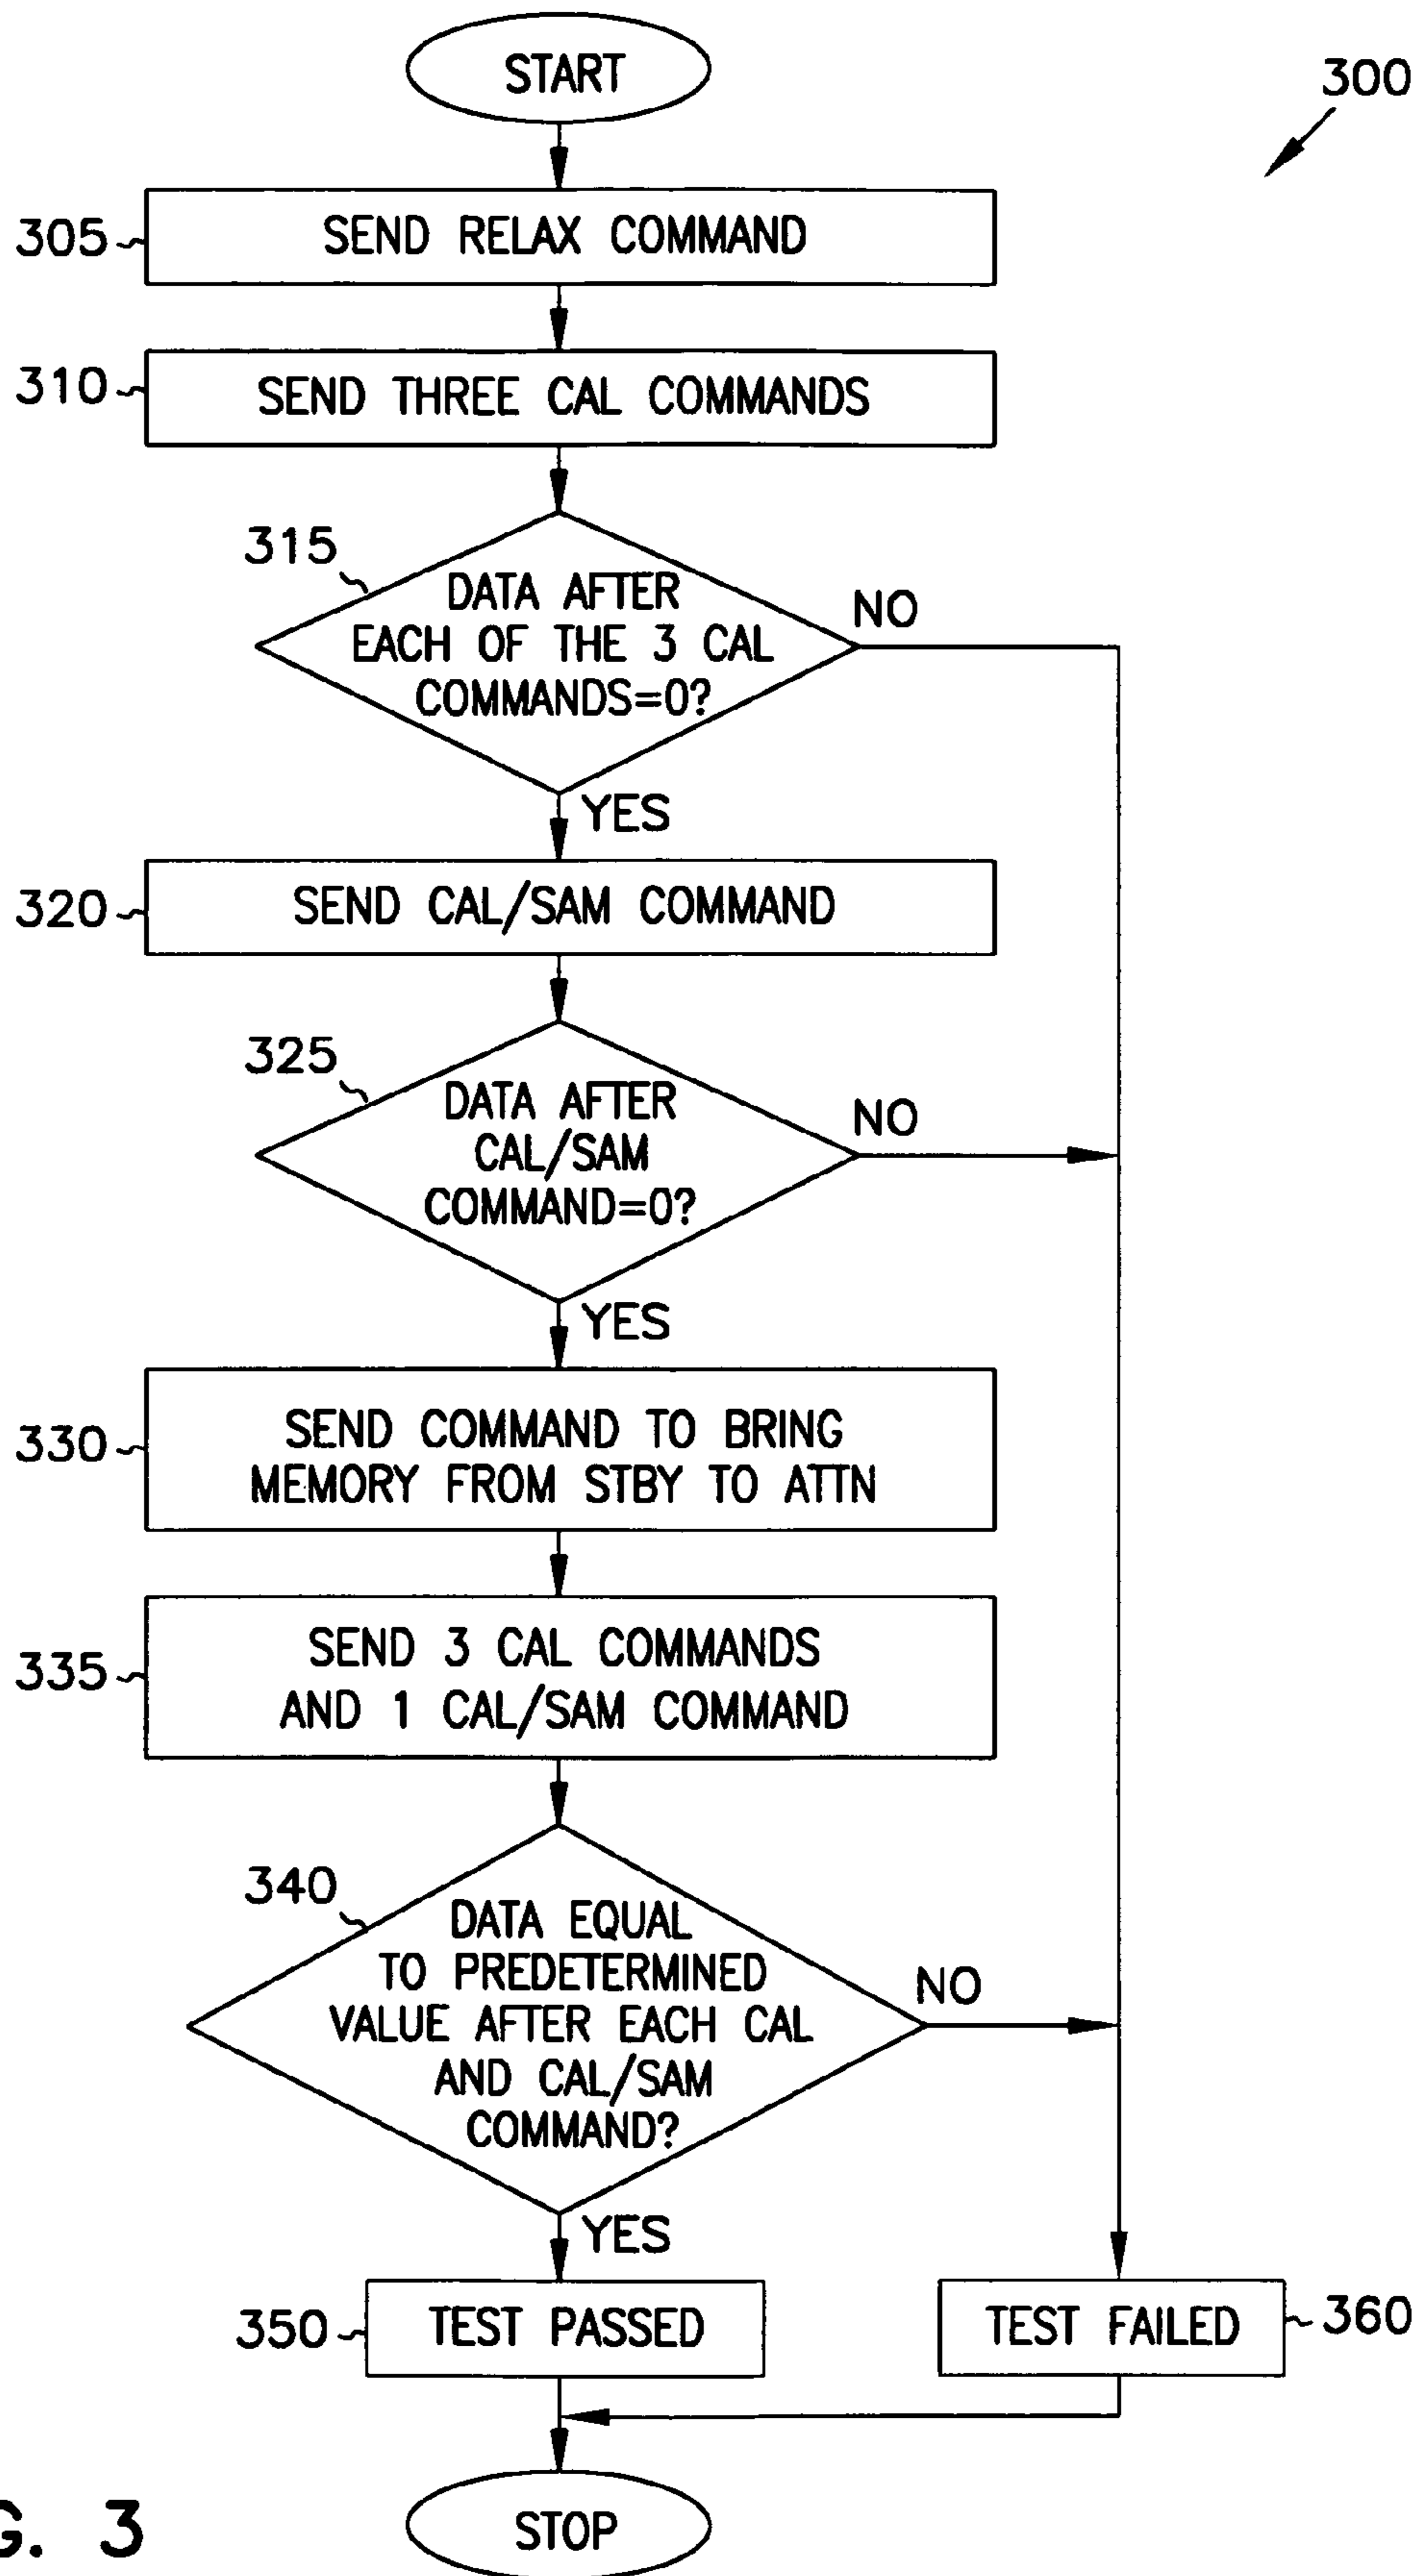 START
300
305
SEND RELAX COMMAND
310
SEND THREE CAL COMMANDS
315
DATA AFTER
EACH OF THE 3 CAL
COMMANDS=0?
NO
YES
320
SEND CAL/SAM COMMAND
325
DATA AFTER
CAL/SAM
COMMAND=0?
NO
YES
330
SEND COMMAND TO BRING
MEMORY FROM STBY TO ATTN
335
SEND 3 CAL COMMANDS
AND 1 CAL/SAM COMMAND
340
DATA EQUAL
TO PREDETERMINED
VALUE AFTER EACH CAL
AND CAL/SAM
COMMAND?
NO
YES
350
TEST PASSED
TEST FAILED
360
STOP
G. 3